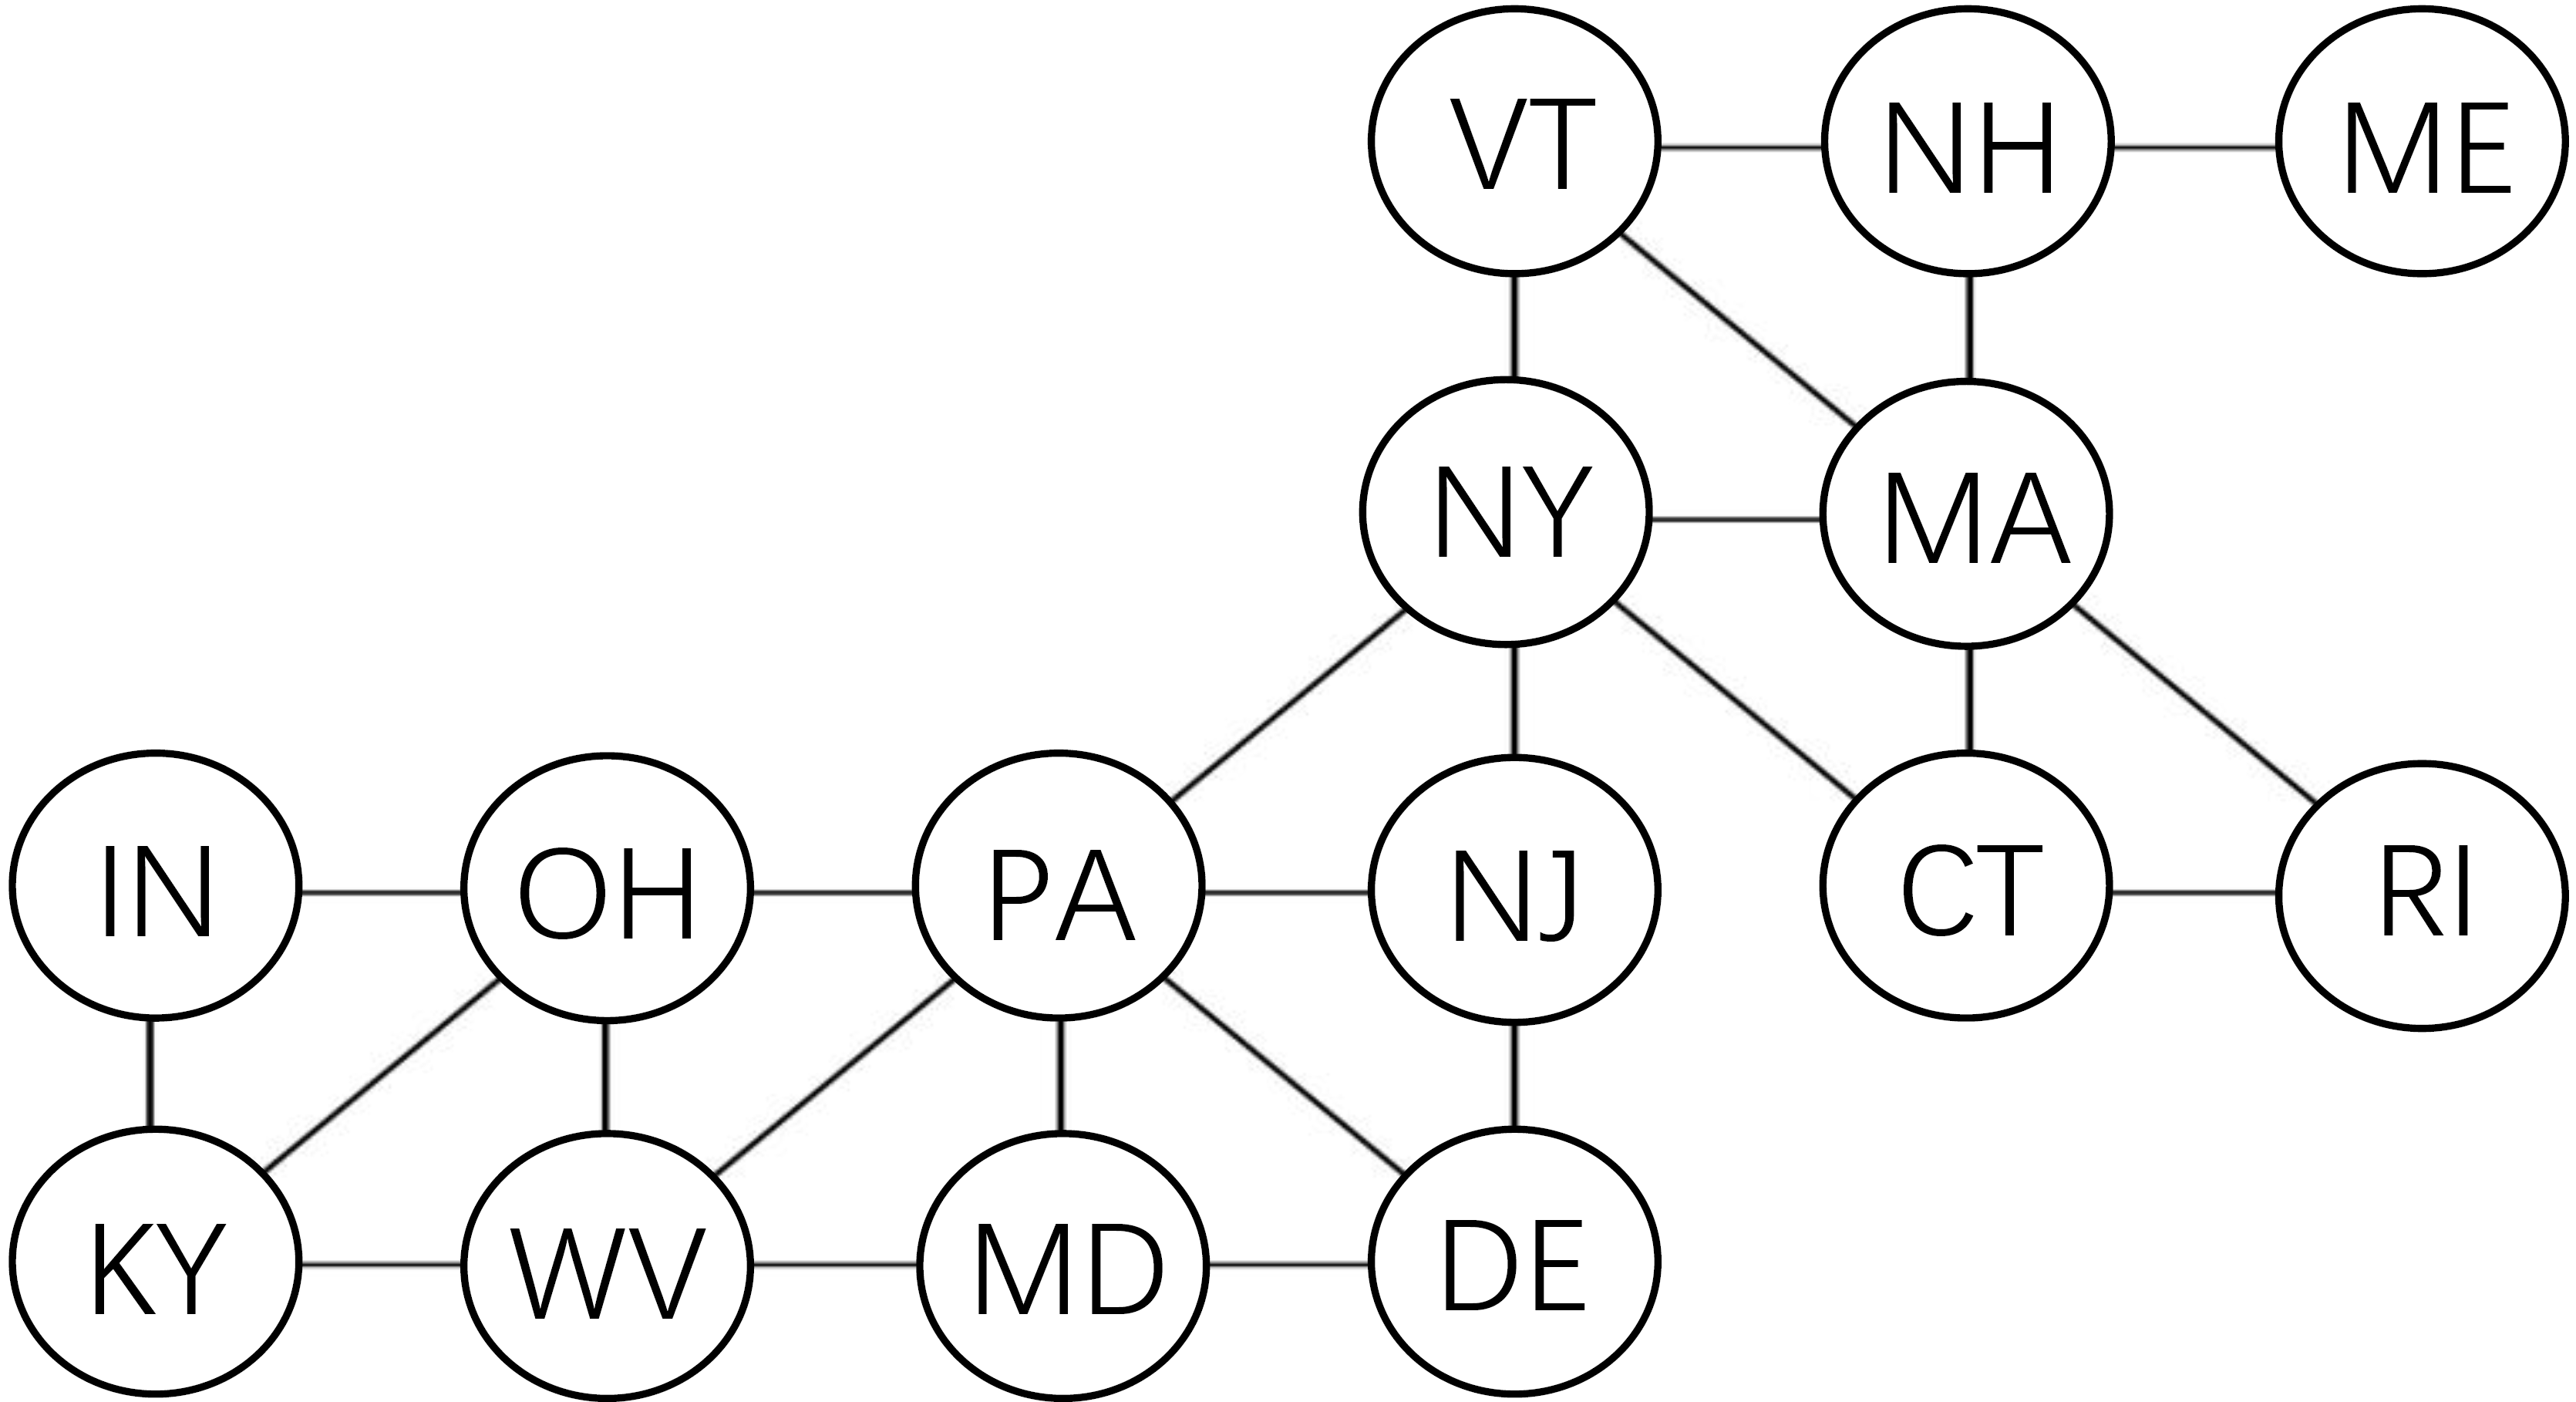 VT NH ME
NY MA
IN OH PA NJ CT RI
KY WV MD DE